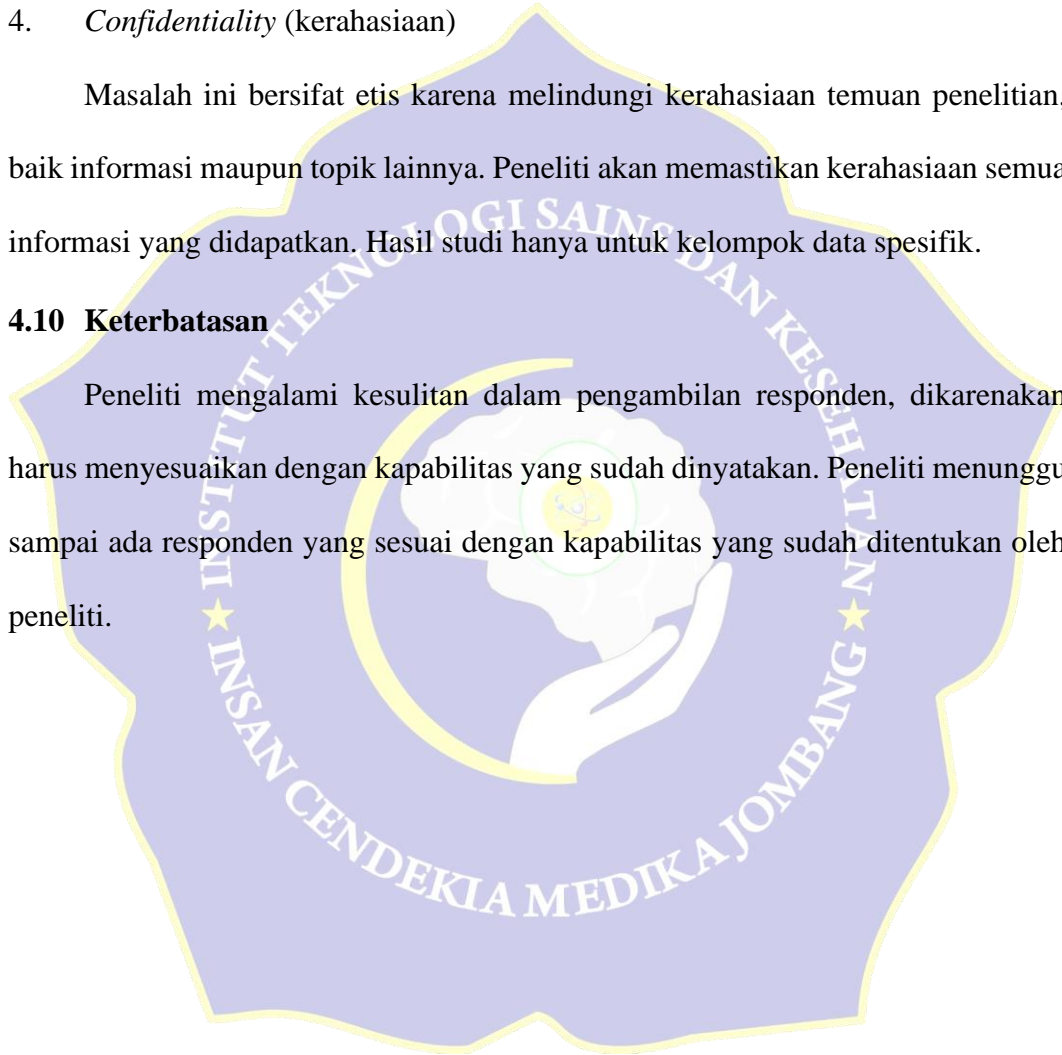 4. Confidentiality (kerahasiaan)
Masalah ini bersifat etis karena melindungi kerahasiaan temuan penelitian,
baik informasi maupun topik lainnya. Peneliti akan memastikan kerahasiaan semua
informasi yang didapatkan. Hasil studi hanya untuk kelompok data spesifik.
4.10 Keterbatasan
Peneliti mengalami kesulitan dalam pengambilan responden, dikarenakan
harus menyesuaikan dengan kapabilitas yang sudah dinyatakan. Peneliti menunggu
sampai ada responden yang sesuai dengan kapabilitas yang sudah ditentukan oleh
peneliti.
INSTITUT TEKNOLOGI SAINS DAN KESEHATAN
INSAN CENDEKIA MEDIKA JOMBANG